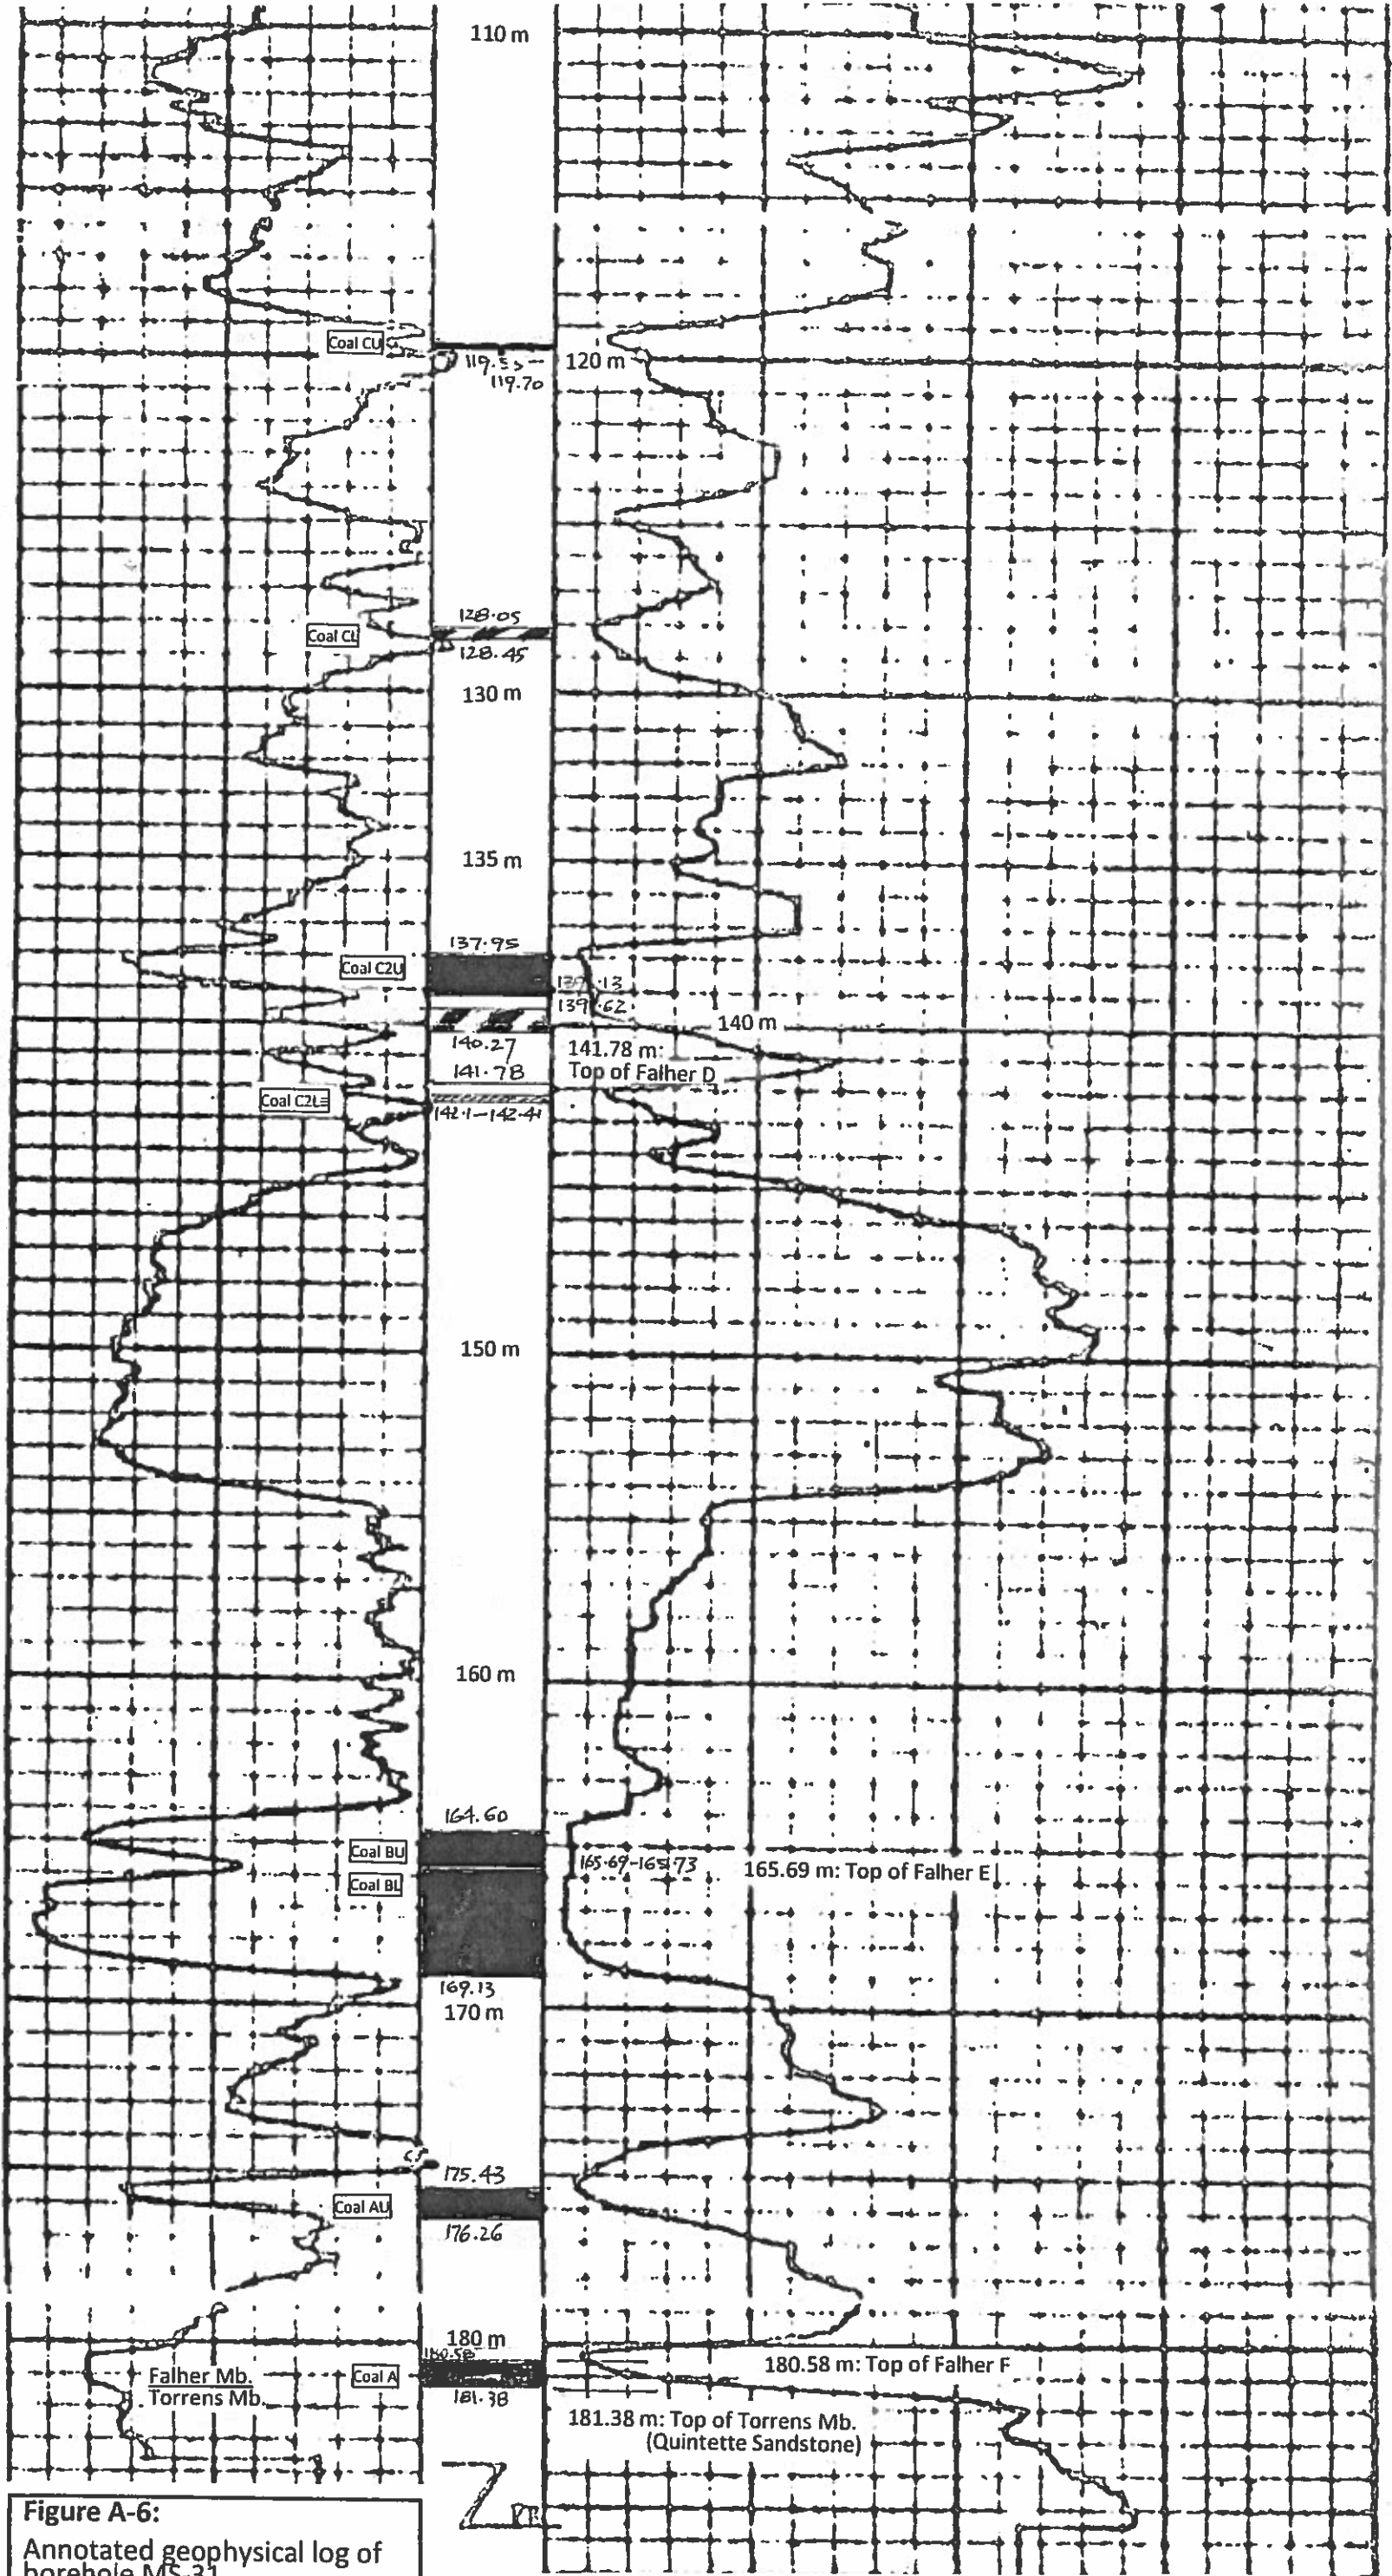 110 m
Coal CU
119.55-
119.70
120 m
128.05
Coal CL
128.45
130 m
135 m
137.95
Coal C2U
139.13
139.62
140 m
140.27
141.78 m:
Top of Falher D
141.78
Coal C2L
142.1-142.41
150 m
160 m
164.60
Coal BU
165.69-165.73
165.69 m: Top of Falher E
Coal BL
169.13
170 m
175.43
Coal AU
176.26
180 m
180.58
180.58 m: Top of Falher F
Falher Mb.
Torrens Mb.
Coal A
181.38
181.38 m: Top of Torrens Mb.
(Quintette Sandstone)
Figure A-6:
Annotated geophysical log of
borehole MS-31